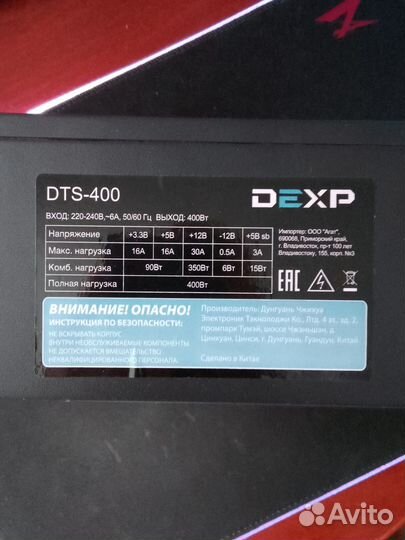 DTS-400
DEXP
ВХОД: 220-240В,~6А, 50/60 Гц ВЫХОД: 400Вт
Напряжение +3.3В +5В +12В -12В +5В sb
Макс. нагрузка 16А 16А 30А 0.5А 3А
Комб. нагрузка 90Вт 350Вт 6Вт 15Вт
Полная нагрузка 400Вт
Импортер: ООО "Агат",
690068, Приморский край,
г. Владивосток, пр-т 100 лет
Владивостоку, 155, корп. №3
EAC
ВНИМАНИЕ! ОПАСНО!
ИНСТРУКЦИЯ ПО БЕЗОПАСНОСТИ:
НЕ ВСКРЫВАТЬ КОРПУС
ВНУТРИ НЕОБСЛУЖИВАЕМЫЕ КОМПОНЕНТЫ
НЕ ДОПУСКАЕТСЯ ВМЕШАТЕЛЬСТВО
НЕКВАЛИФИЦИРОВАННОГО ПЕРСОНАЛА.
Производитель: Дунгуань Чжихуа
Электроник Технолоджи Ко., Лтд. 4 эт., зд. 2,
промпарк Тумэй, шоссе Чжаньшэн, д.
Цинхуан, Цинси, г. Дунгуань, Гуандун, Китай
Сделано в Китае
Avito